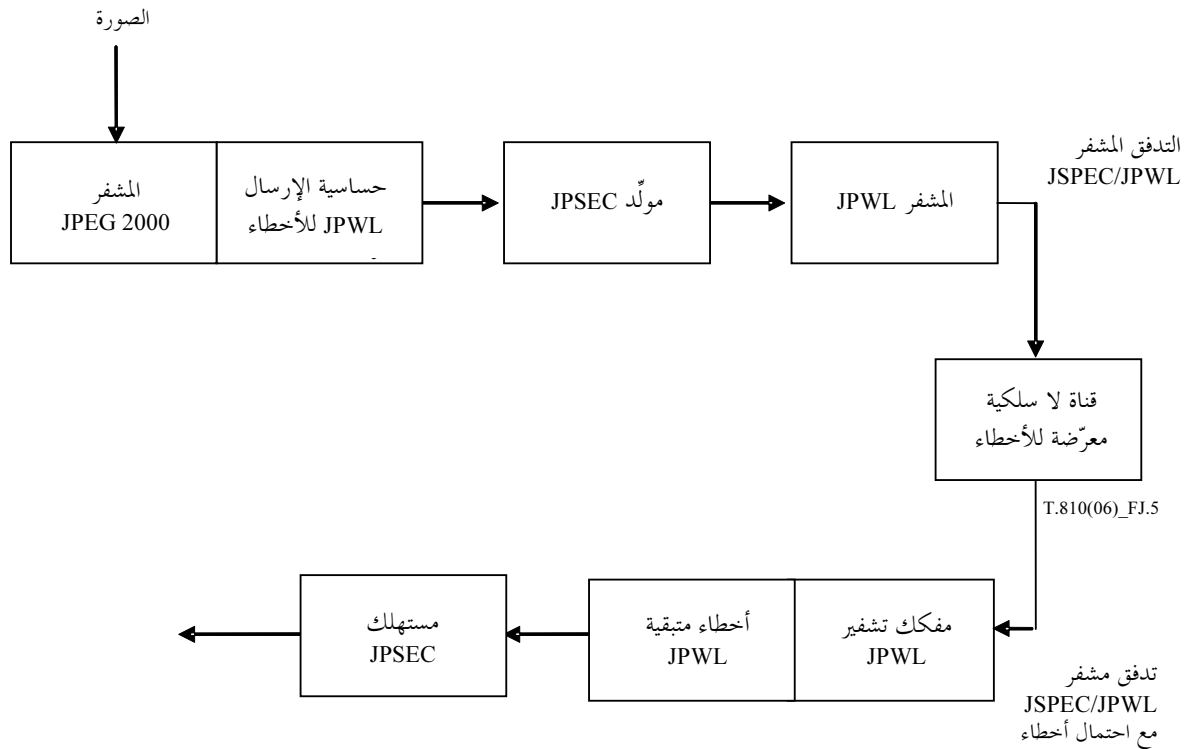 الصورة
المشفر
JPEG 2000
حساسية الإرسال
JPWL للأخطاء
مولِّد JPSEC
المشفر JPWL
التدفق المشفر
JSPEC/JPWL
قناة لا سلكية
معرّضة للأخطاء
T.810(06)_FJ.5
مفكك تشفير
JPWL
أخطاء متبقية
JPWL
مستهلك
JPSEC
تدفق مشفر
JSPEC/JPWL
مع احتمال أخطاء